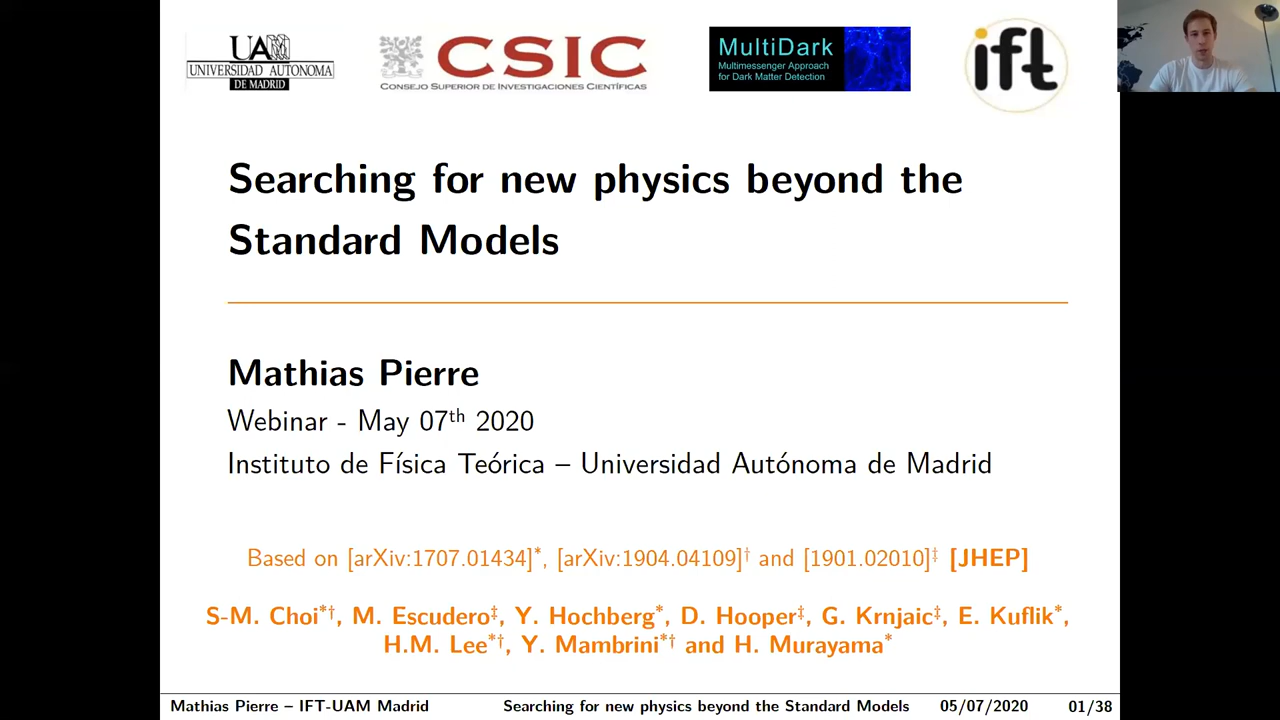 UAM
UNIVERSIDAD AUTONOMA
DE MADRID
CSIC
CONSEJO SUPERIOR DE INVESTIGACIONES CIENTÍFICAS
MultiDark
Multimessenger Approach
for Dark Matter Detection
ift
Searching for new physics beyond the
Standard Models
Mathias Pierre
Webinar - May 07th 2020
Instituto de Física Teórica – Universidad Autónoma de Madrid
Based on [arXiv:1707.01434]*, [arXiv:1904.04109]† and [1901.02010]‡ [JHEP]
S-M. Choi*†, M. Escudero‡, Y. Hochberg*, D. Hooper‡, G. Krnjaic‡, E. Kuflik*,
H.M. Lee*†, Y. Mambrini*† and H. Murayama*
Mathias Pierre – IFT-UAM Madrid Searching for new physics beyond the Standard Models 05/07/2020 01/38